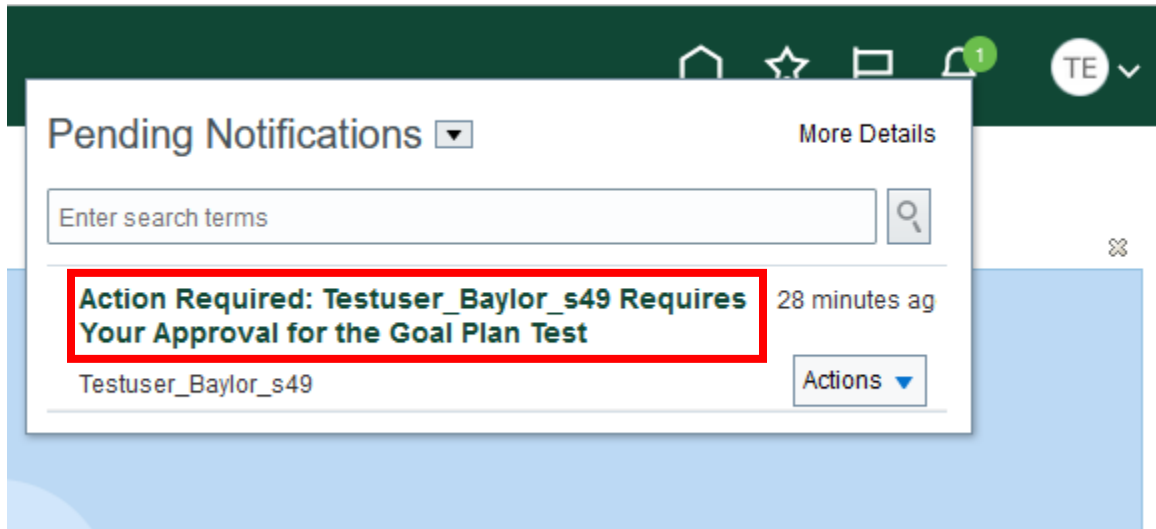 1
TE
Pending Notifications
More Details
Enter search terms
Action Required: Testuser_Baylor_s49 Requires
Your Approval for the Goal Plan Test
28 minutes ag
Testuser_Baylor_s49
Actions